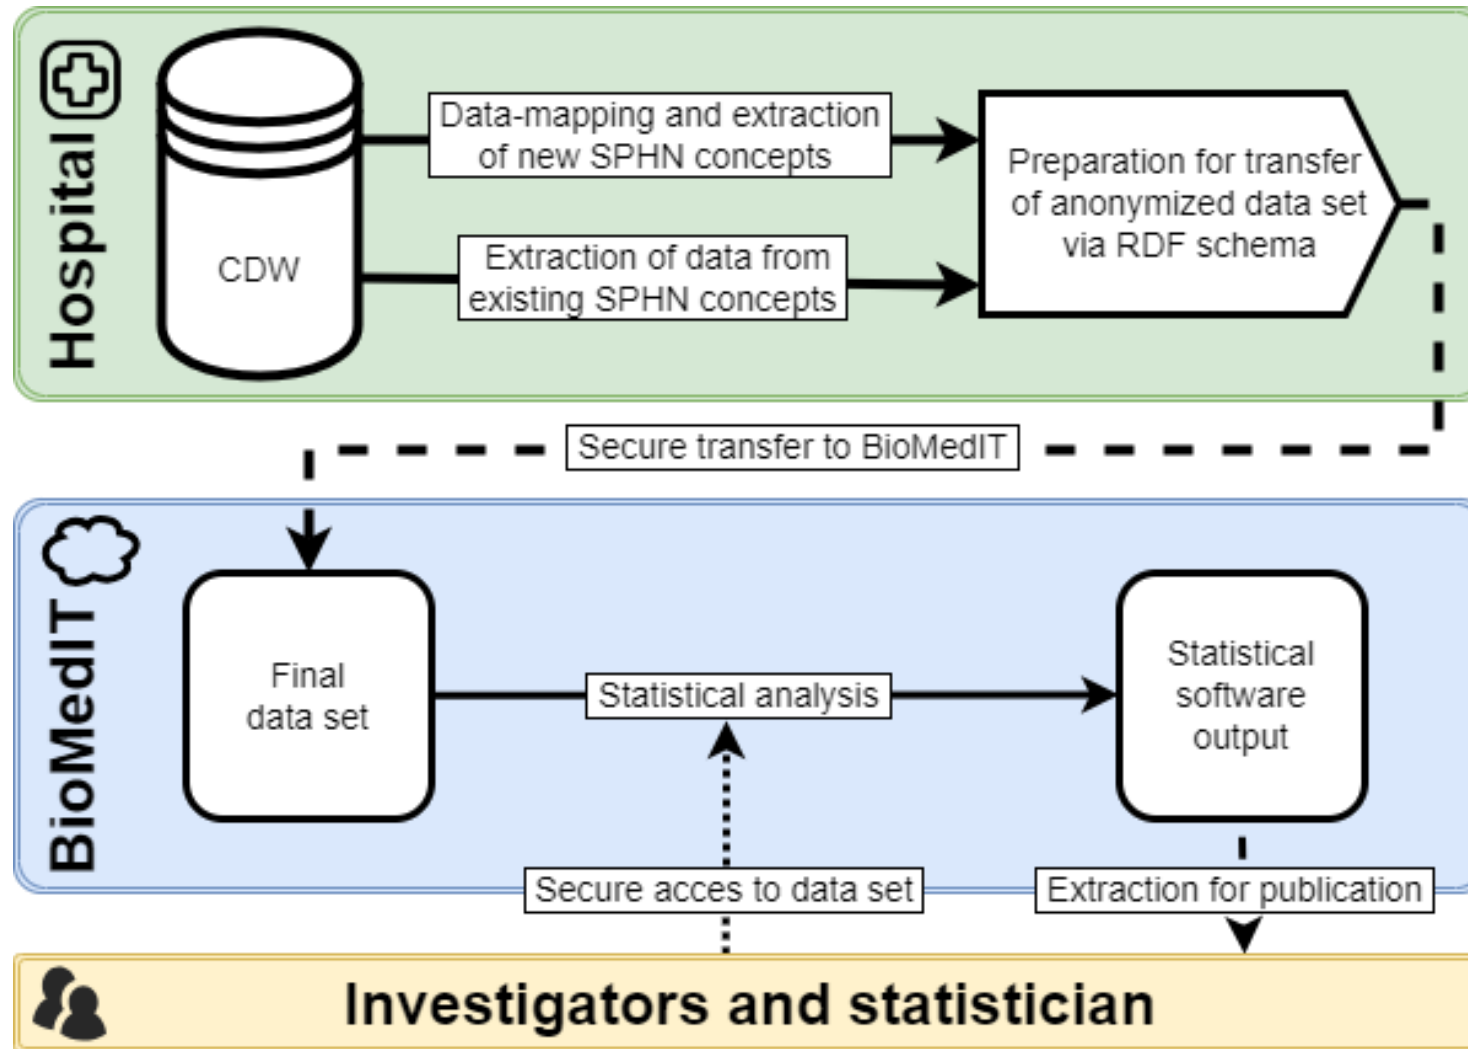 Hospital
CDW
Data-mapping and extraction
of new SPHN concepts
Extraction of data from
existing SPHN concepts
Preparation for transfer
of anonymized data set
via RDF schema
Secure transfer to BioMedIT
BioMedIT
Final
data set
Statistical analysis
Statistical
software
output
Secure acces to data set
Extraction for publication
Investigators and statistician